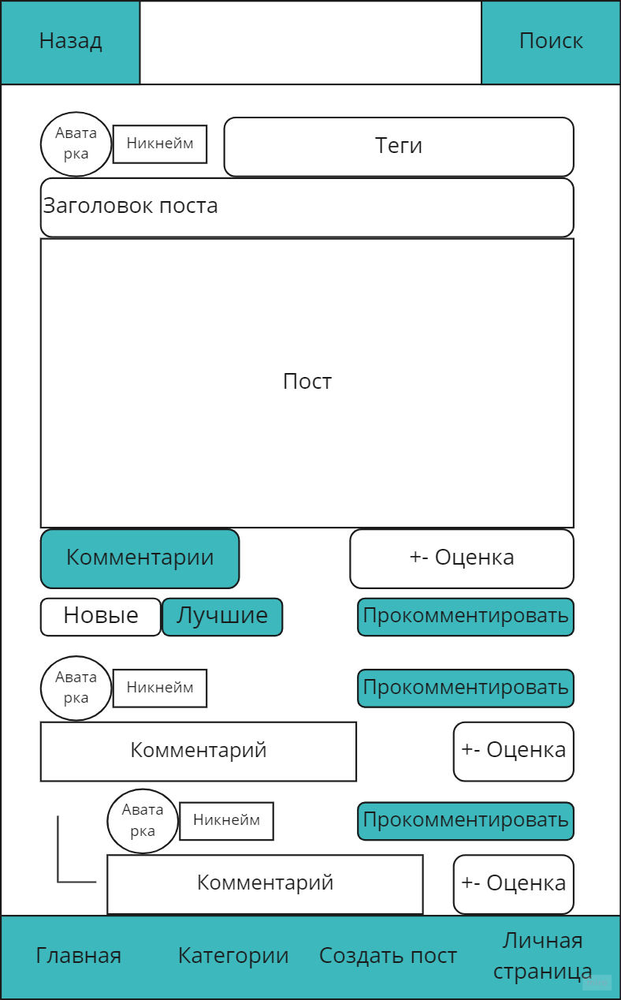 Назад
Поиск
Авата
рка
Никнейм
Теги
Заголовок поста
Пост
Комментарии
+- Оценка
Новые
Лучшие
Прокомментировать
Авата
рка
Никнейм
Прокомментировать
Комментарий
+- Оценка
Авата
рка
Никнейм
Прокомментировать
Комментарий
+- Оценка
Главная
Категории
Создать пост
Личная
страница